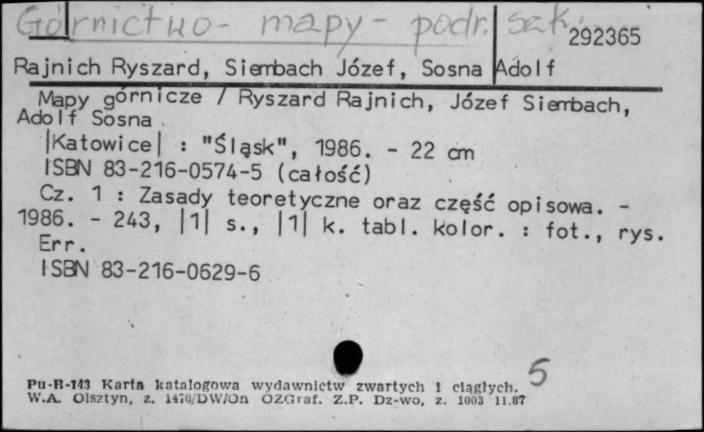 Górnictwo - mapy - podr. szk.
292365
Rajnich Ryszard, Siembach Józef, Sosna Adolf
Mapy górnicze / Ryszard Rajnich, Józef Siembach,
Adolf Sosna.
|Katowice| : "Śląsk", 1986. - 22 cm
ISBN 83-216-0574-5 (całość)
Cz. 1 : Zasady teoretyczne oraz część opisowa. -
1986. - 243, |1| s., |1| k. tabl. kolor. : fot., rys.
Err.
ISBN 83-216-0629-6
5
Pu-B-143 Karta katalogowa wydawnictw zwartych i ciągłych.
W.A. Olsztyn, z. 1470/DW/On OZGraf. Z.P. Dz-wo, z. 1003 11.87